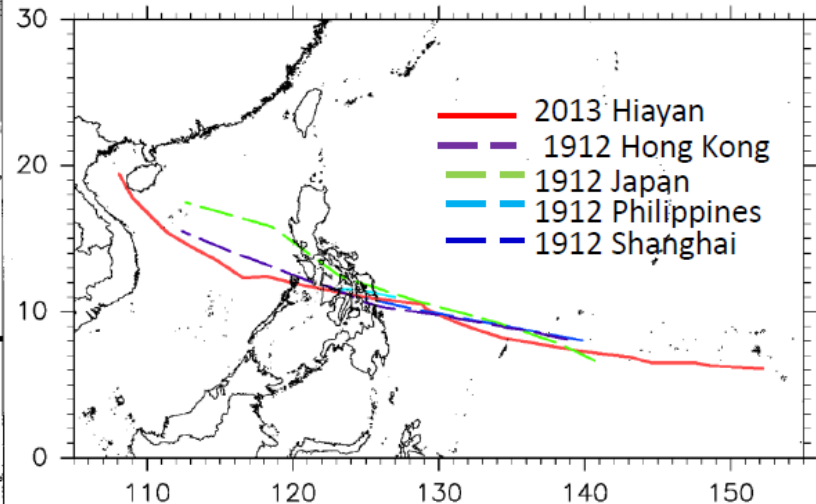 30
20
10
0
2013 Hiayan
1912 Hong Kong
1912 Japan
1912 Philippines
1912 Shanghai
110 120 130 140 150